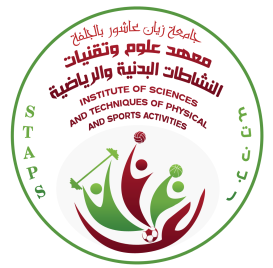 جامعة زيان عاشور بالجلفة
معهد علوم وتقنيات
النشاطات البدنية والرياضية
INSTITUTE OF SCIENCES
AND TECHNIQUES OF PHYSICAL
AND SPORTS ACTIVITIES
STAPS